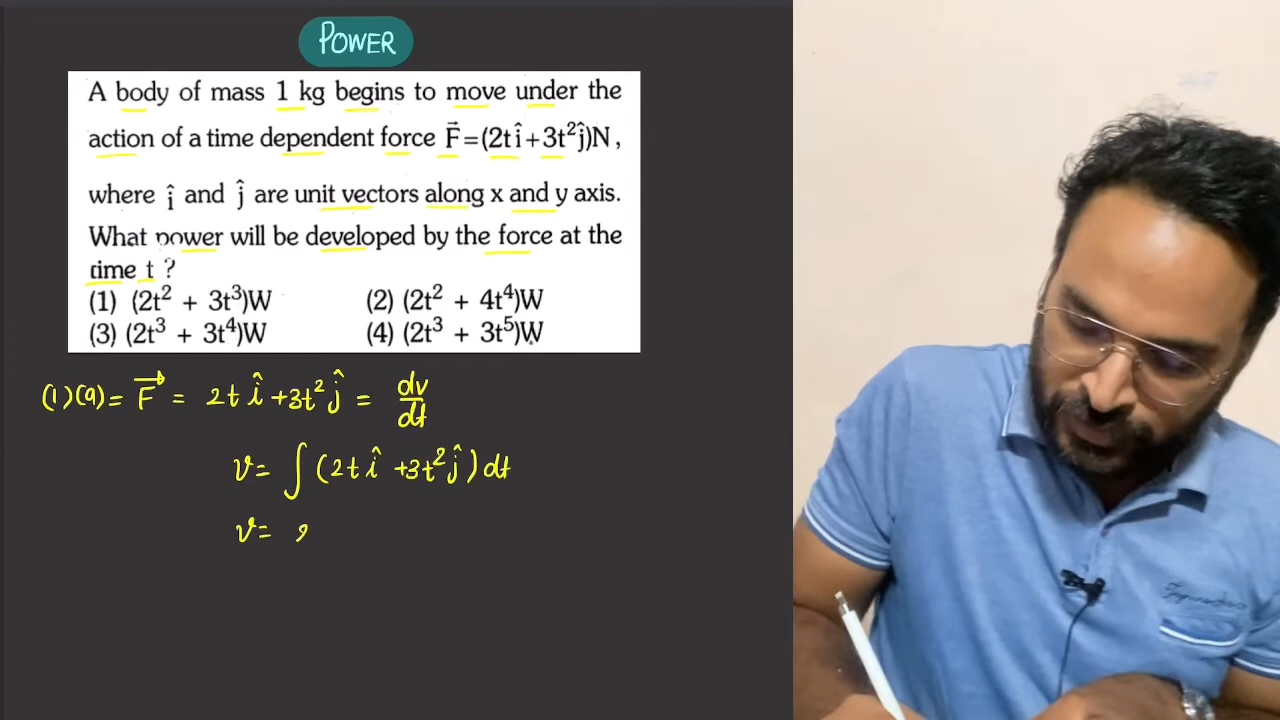 POWER
A body of mass 1 kg begins to move under the
action of a time dependent force F⃗=(2t î+3t² ĵ)N,
where î and ĵ are unit vectors along x and y axis.
What power will be developed by the force at the
time t ?
(1) (2t² + 3t³)W (2) (2t² + 4t⁴)W
(3) (2t³ + 3t⁴)W (4) (2t³ + 3t⁵)W
(1)(a) = F⃗ = 2t î +3t² ĵ = dv/dt
v= ∫ (2t î +3t² ĵ) dt
v=